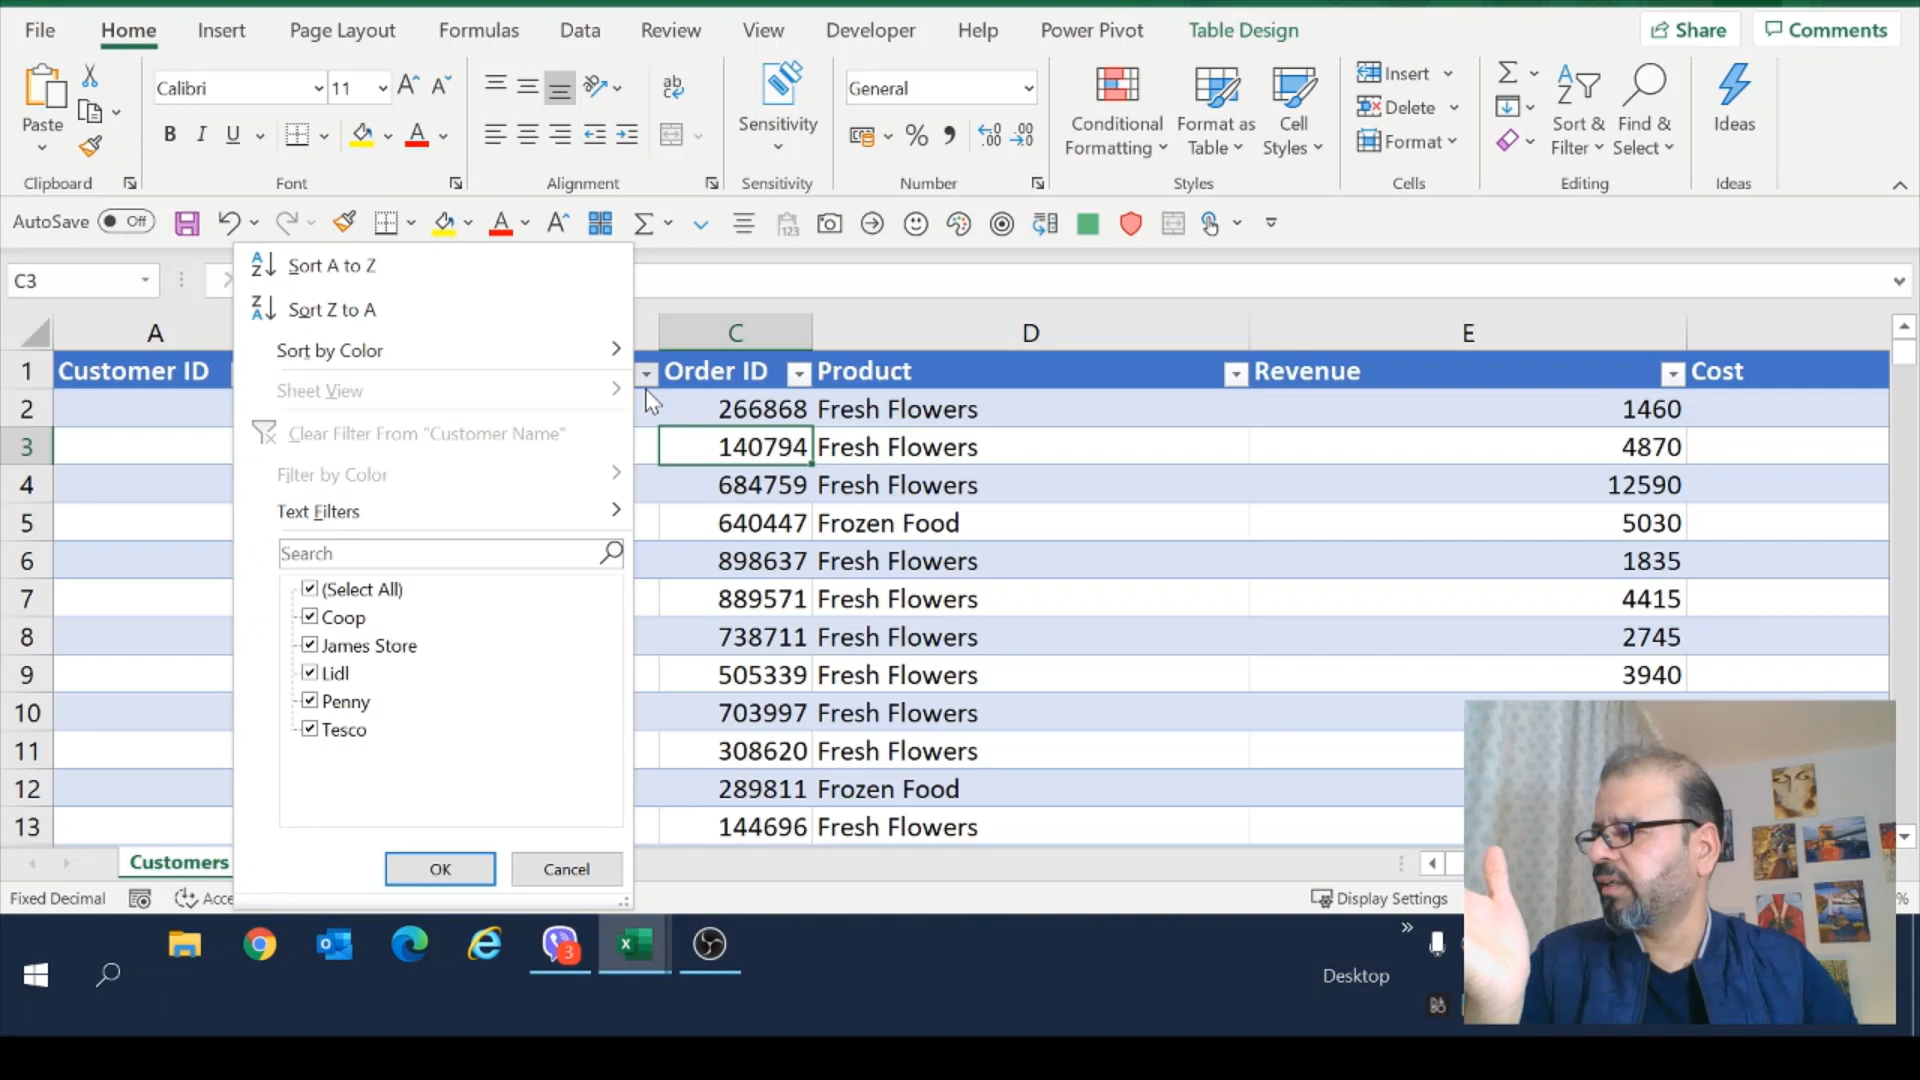 File Home Insert Page Layout Formulas Data Review View Developer Help Power Pivot Table Design Share Comments
Calibri 11 General Insert
Delete
Paste Sensitivity Conditional Formatting Format as Table Cell Styles Format Sort & Filter Find & Select Ideas
Clipboard Font Alignment Sensitivity Number Styles Cells Editing Ideas
AutoSave Off
C3
Sort A to Z
Sort Z to A
Sort by Color
Sheet View
Clear Filter From "Customer Name"
Filter by Color
Text Filters
Search
(Select All)
Coop
James Store
Lidl
Penny
Tesco
OK Cancel
A C D E
1 Customer ID Order ID Product Revenue Cost
2 266868 Fresh Flowers 1460
3 140794 Fresh Flowers 4870
4 684759 Fresh Flowers 12590
5 640447 Frozen Food 5030
6 898637 Fresh Flowers 1835
7 889571 Fresh Flowers 4415
8 738711 Fresh Flowers 2745
9 505339 Fresh Flowers 3940
10 703997 Fresh Flowers
11 308620 Fresh Flowers
12 289811 Frozen Food
13 144696 Fresh Flowers
Customers
Fixed Decimal Acce Display Settings %
3
Desktop